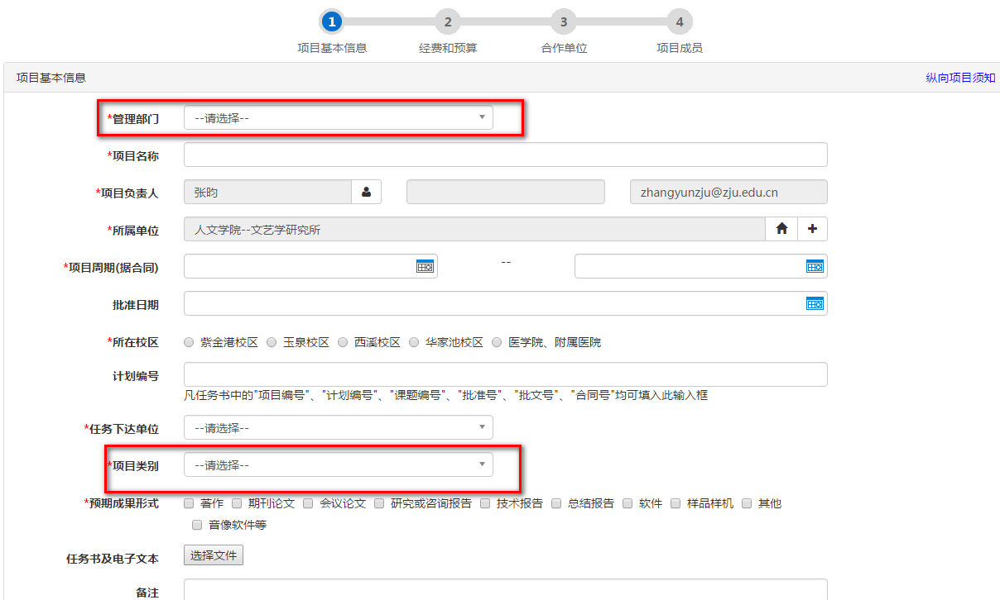 1 2 3 4
项目基本信息 经费和预算 合作单位 项目成员
项目基本信息 纵向项目须知
*管理部门 --请选择--
*项目名称
*项目负责人 张昀 zhangyunzju@zju.edu.cn
*所属单位 人文学院--文艺学研究所
*项目周期(据合同) --
批准日期
*所在校区 紫金港校区 玉泉校区 西溪校区 华家池校区 医学院、附属医院
计划编号
凡任务书中的"项目编号"、"计划编号"、"课题编号"、"批准号"、"批文号"、"合同号"均可填入此输入框
*任务下达单位 --请选择--
*项目类别 --请选择--
*预期成果形式 著作 期刊论文 会议论文 研究或咨询报告 技术报告 总结报告 软件 样品样机 其他
音像软件等
任务书及电子文本 选择文件
备注